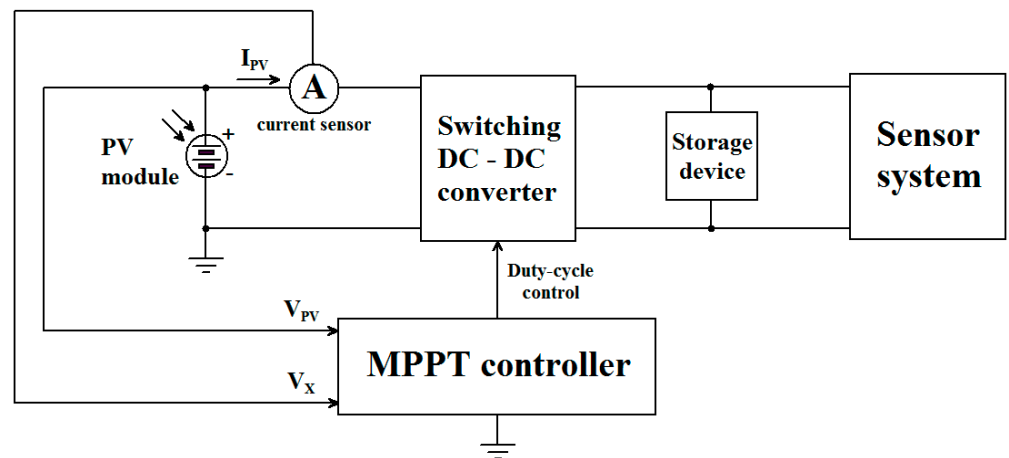 I_PV
A
current sensor
PV
module
+
-
Switching
DC - DC
converter
Storage
device
Sensor
system
Duty-cycle
control
V_PV
MPPT controller
V_X